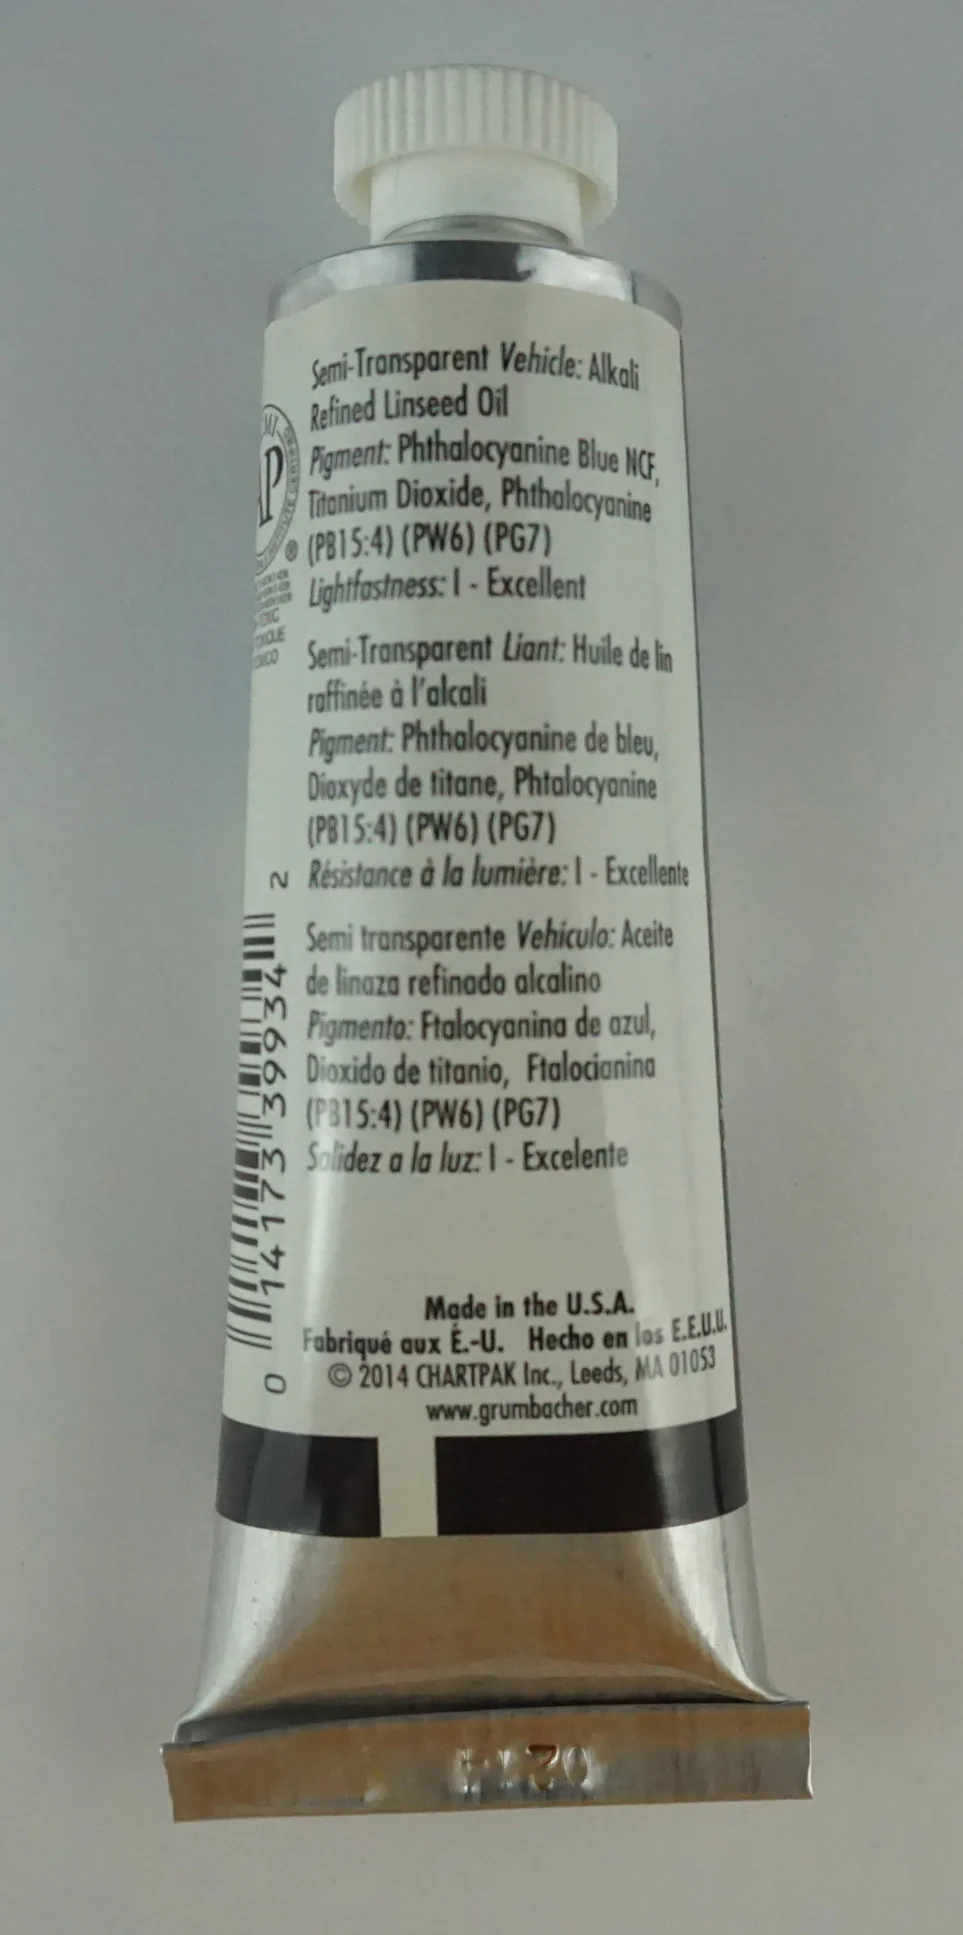 Semi-Transparent Vehicle: Alkali
Refined Linseed Oil
Pigment: Phthalocyanine Blue NCF,
Titanium Dioxide, Phthalocyanine
(PB15:4) (PW6) (PG7)
Lightfastness: I - Excellent
Semi-Transparent Liant: Huile de lin
raffinée à l'alcali
Pigment: Phthalocyanine de bleu,
Dioxyde de titane, Phtalocyanine
(PB15:4) (PW6) (PG7)
Résistance à la lumière: I - Excellente
Semi transparente Vehículo: Aceite
de linaza refinado alcalino
Pigmento: Ftalocyanina de azul,
Dioxido de titanio, Ftalocianina
(PB15:4) (PW6) (PG7)
Solidez a la luz: I - Excelente
Made in the U.S.A.
Fabriqué aux É.-U. Hecho en los E.E.U.U.
© 2014 CHARTPAK Inc., Leeds, MA 01053
www.grumbacher.com
0 14173 39934 2